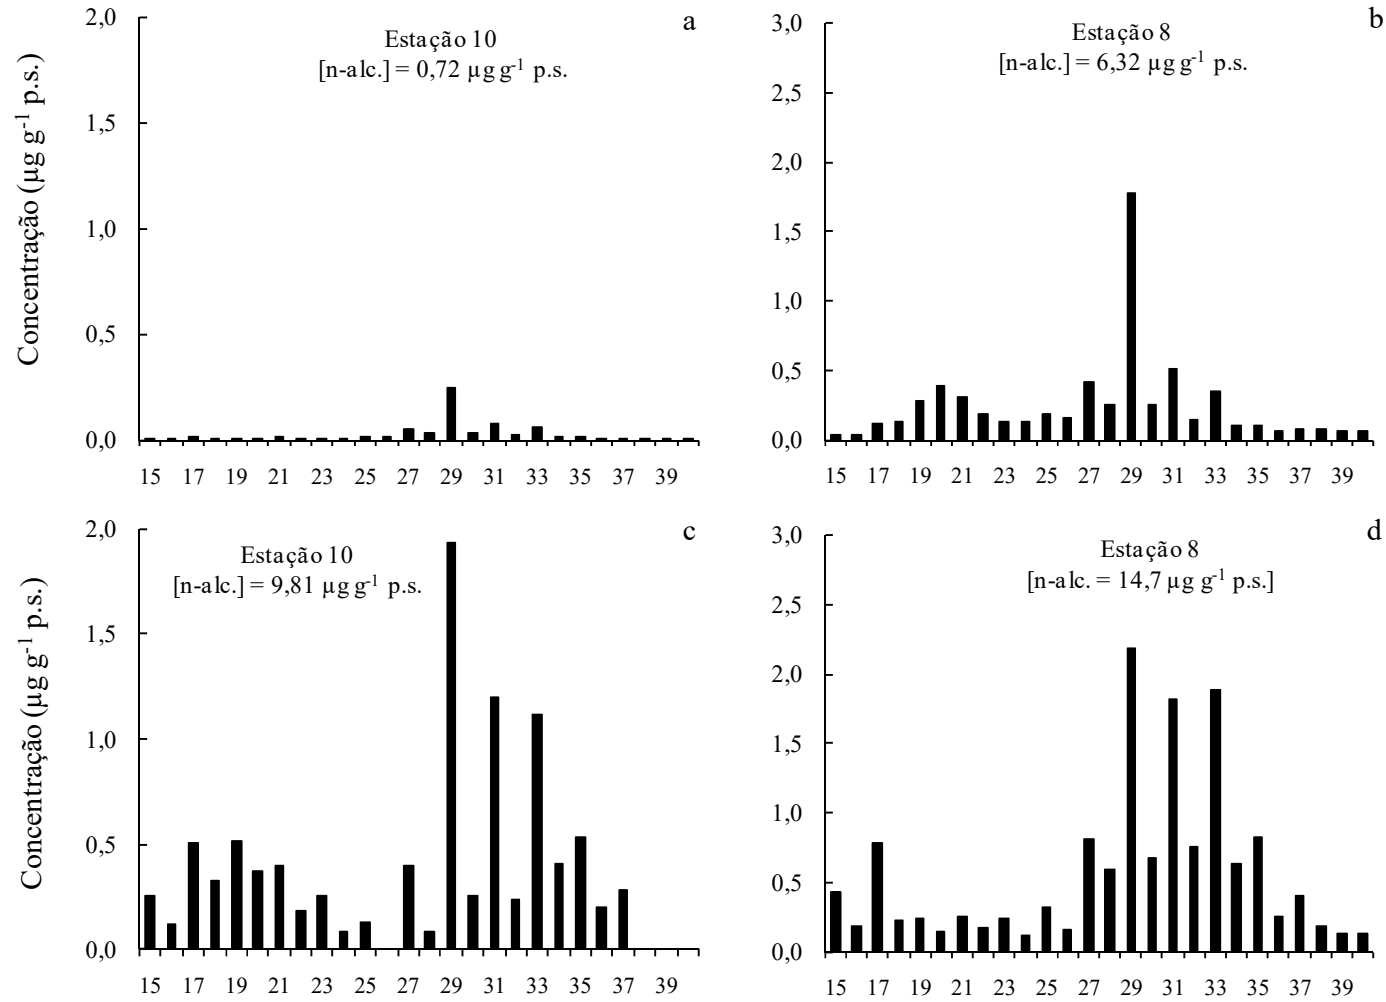 a
Estação 10
[n-alc.] = 0,72 µg g-1 p.s.
Concentração (µg g-1 p.s.)
2,0
1,5
1,0
0,5
0,0
15 17 19 21 23 25 27 29 31 33 35 37 39
b
Estação 8
[n-alc.] = 6,32 µg g-1 p.s.
3,0
2,5
2,0
1,5
1,0
0,5
0,0
15 17 19 21 23 25 27 29 31 33 35 37 39
c
Estação 10
[n-alc.] = 9,81 µg g-1 p.s.
Concentração (µg g-1 p.s.)
2,0
1,5
1,0
0,5
0,0
15 17 19 21 23 25 27 29 31 33 35 37 39
d
Estação 8
[n-alc. = 14,7 µg g-1 p.s.]
3,0
2,5
2,0
1,5
1,0
0,5
0,0
15 17 19 21 23 25 27 29 31 33 35 37 39